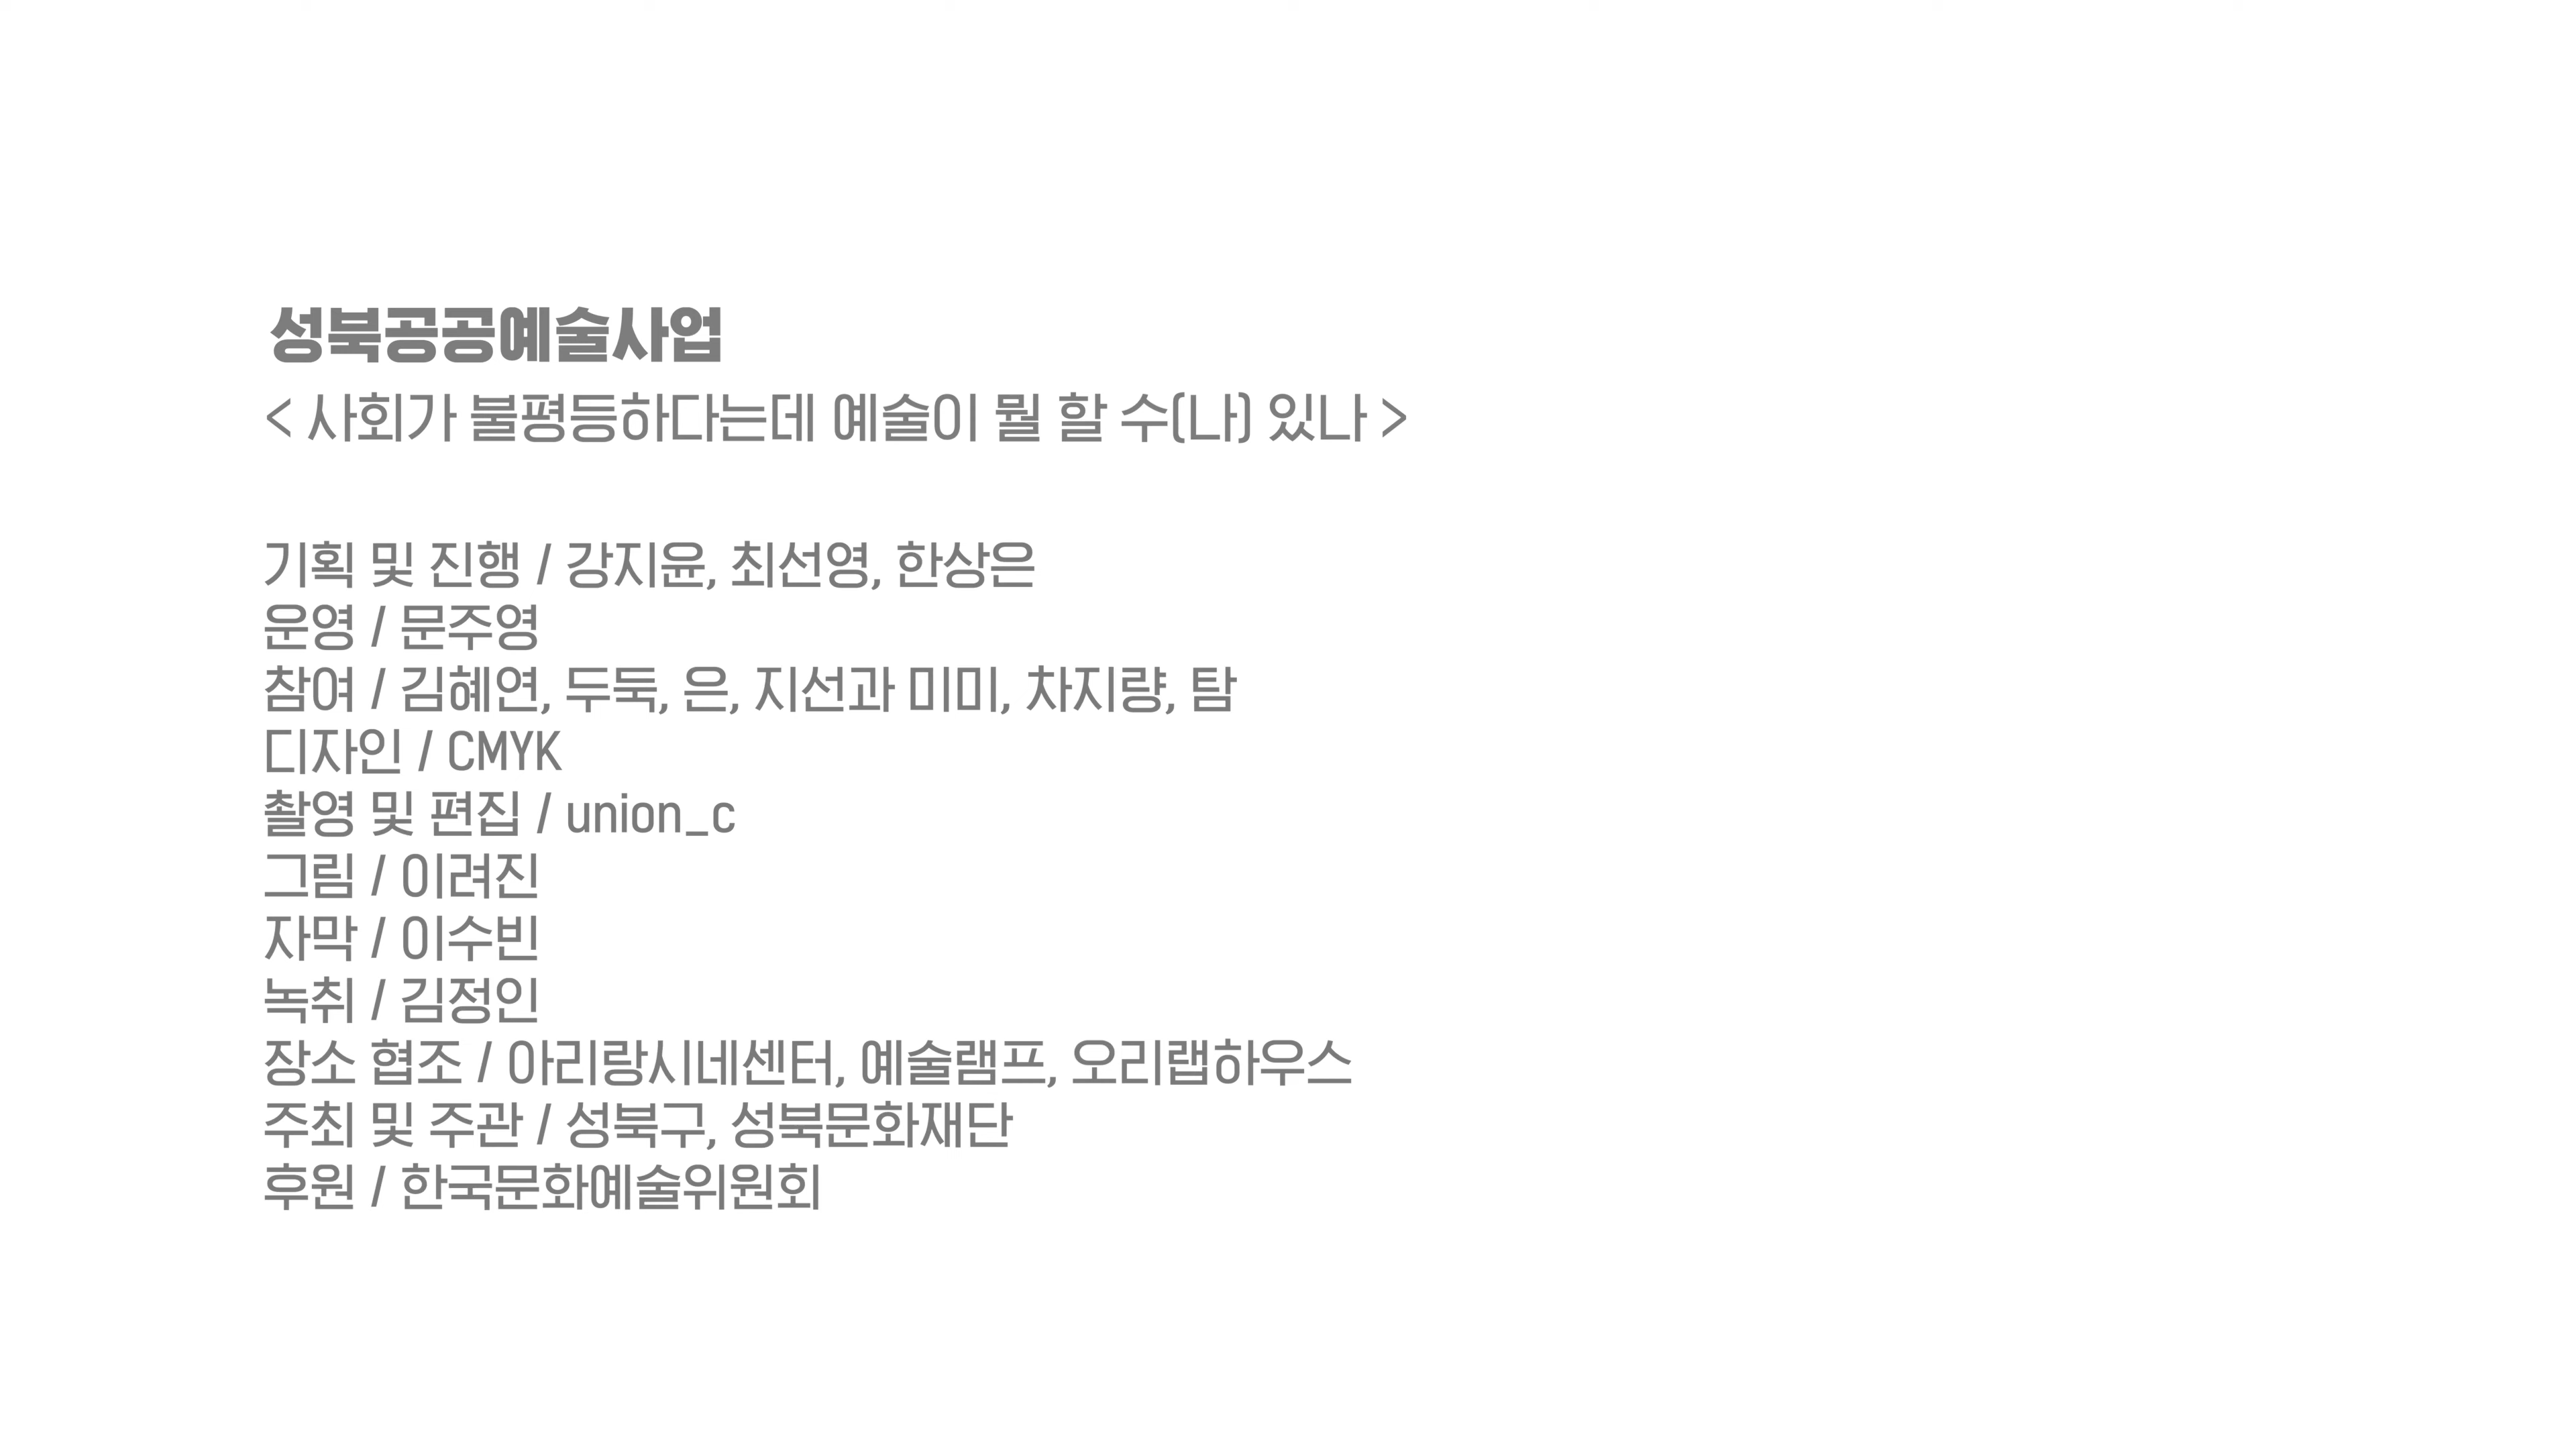 성북공공예술사업
< 사회가 불평등하다는데 예술이 뭘 할 수(나) 있나 >
기획 및 진행 / 강지윤, 최선영, 한상은
운영 / 문주영
참여 / 김혜연, 두둑, 은, 지선과 미미, 차지량, 탐
디자인 / CMYK
촬영 및 편집 / union_c
그림 / 이려진
자막 / 이수빈
녹취 / 김정인
장소 협조 / 아리랑시네센터, 예술램프, 오리랩하우스
주최 및 주관 / 성북구, 성북문화재단
후원 / 한국문화예술위원회